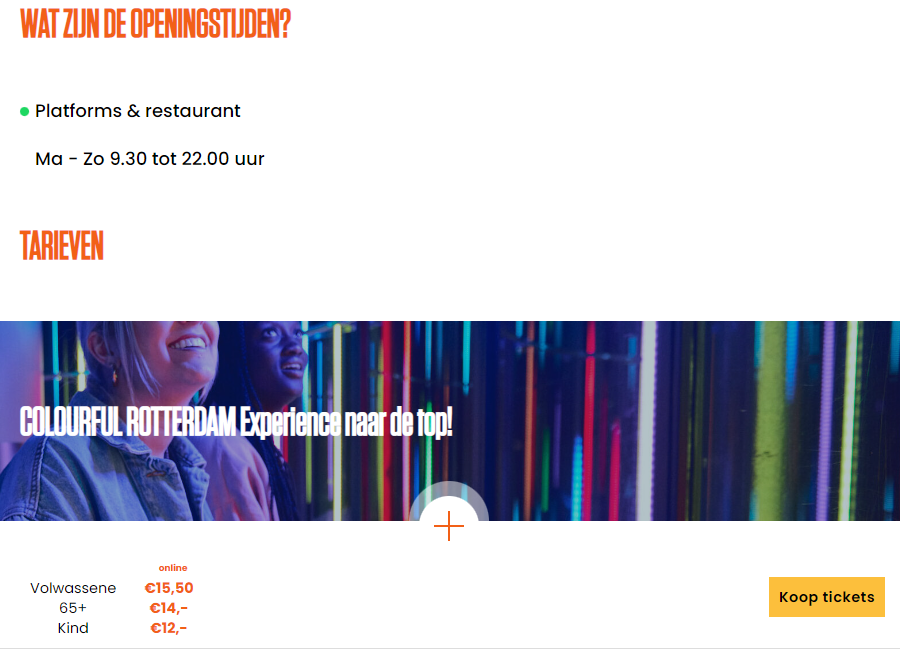 WAT ZIJN DE OPENINGSTIJDEN?
Platforms & restaurant
Ma - Zo 9.30 tot 22.00 uur
TARIEVEN
COLOURFUL ROTTERDAM Experience naar de top!
online
Volwassene €15,50
65+ €14,-
Kind €12,-
Koop tickets